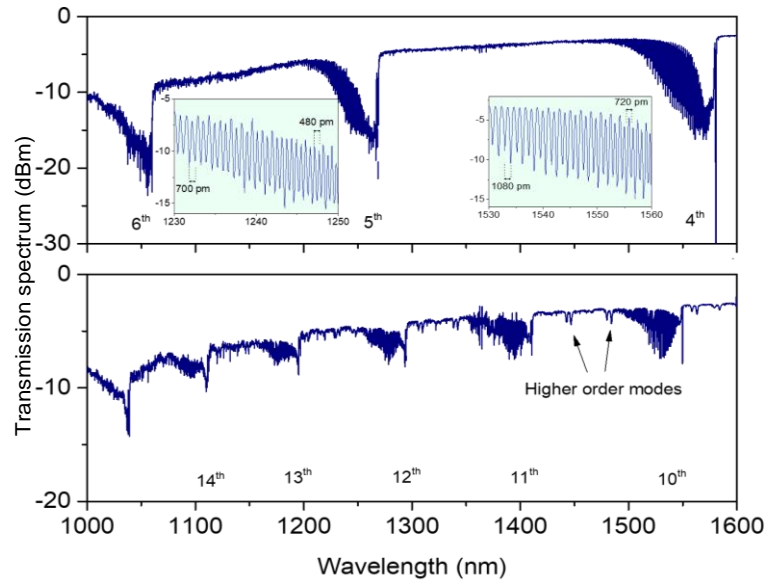 Transmission spectrum (dBm)
0
-10
-20
-30
480 pm
700 pm
-5
-10
-15
1230
1240
1250
720 pm
1080 pm
-5
-10
-15
1530
1540
1550
1560
6th
5th
4th
0
-10
-20
Higher order modes
14th
13th
12th
11th
10th
1000
1100
1200
1300
1400
1500
1600
Wavelength (nm)